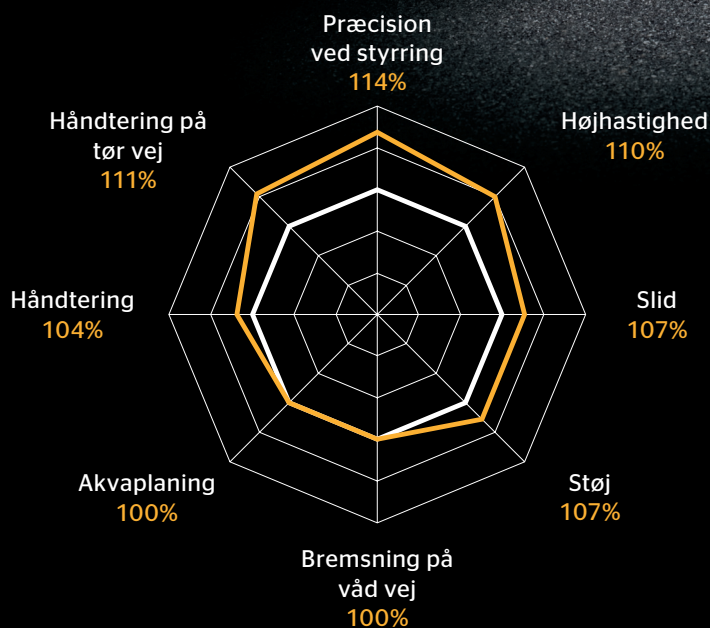 Præcision
ved styrring
114%
Højhastighed
110%
Slid
107%
Støj
107%
Bremsning på
våd vej
100%
Akvaplaning
100%
Håndtering
104%
Håndtering på
tør vej
111%